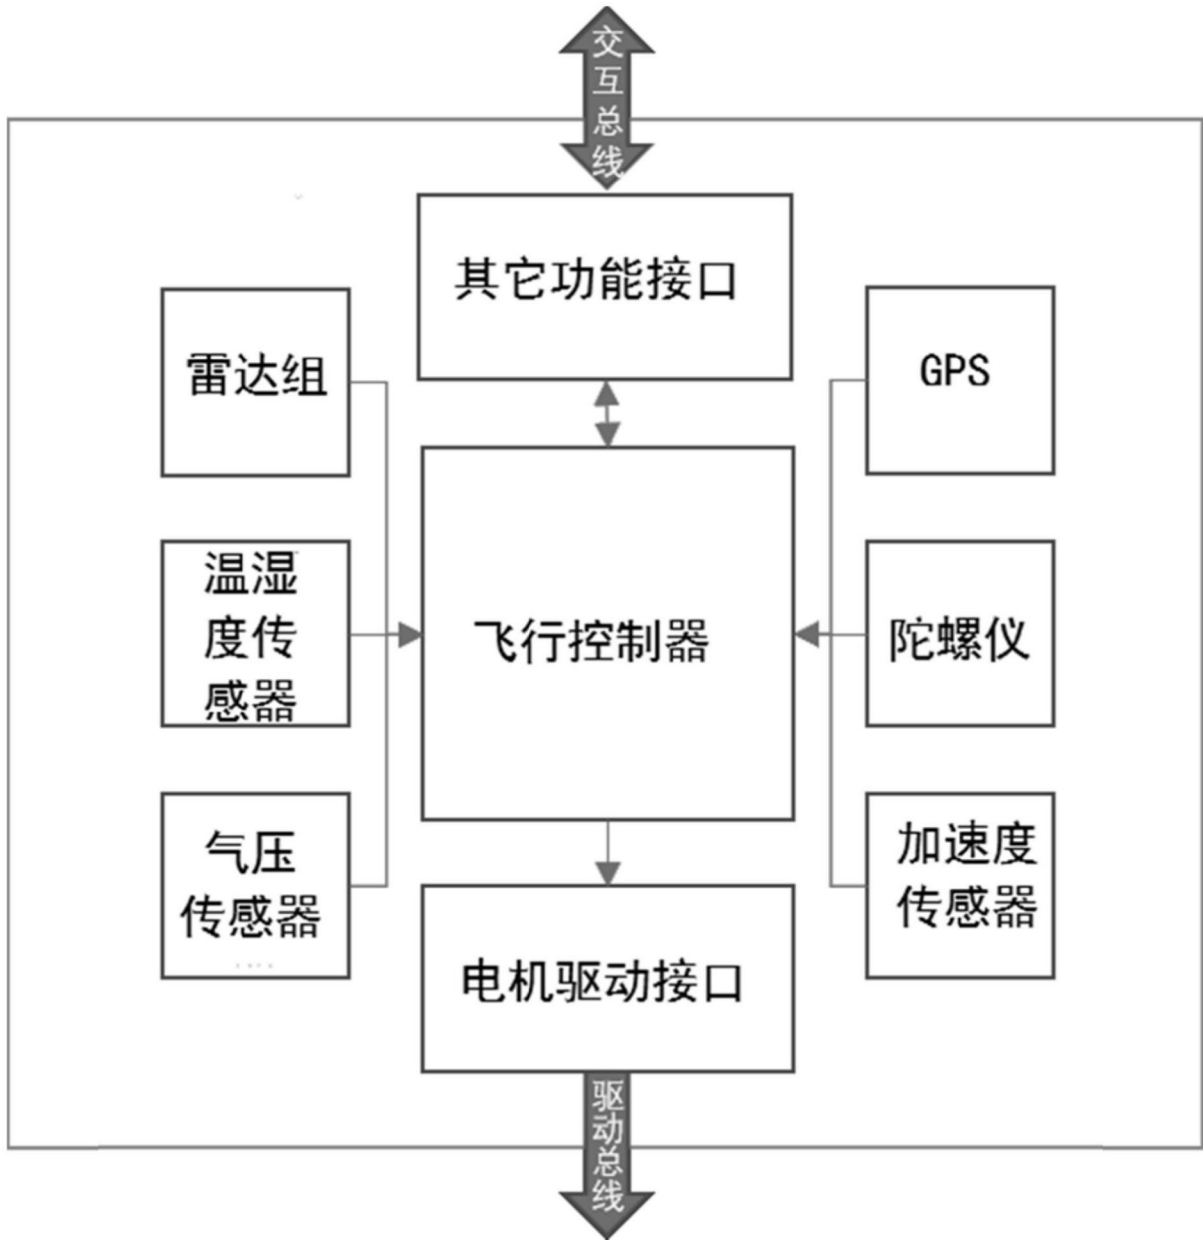 交
互
总
线
其它功能接口
雷达组
GPS
温湿
度传
感器
飞行控制器
陀螺仪
气压
传感器
加速度
传感器
电机驱动接口
驱
动
总
线